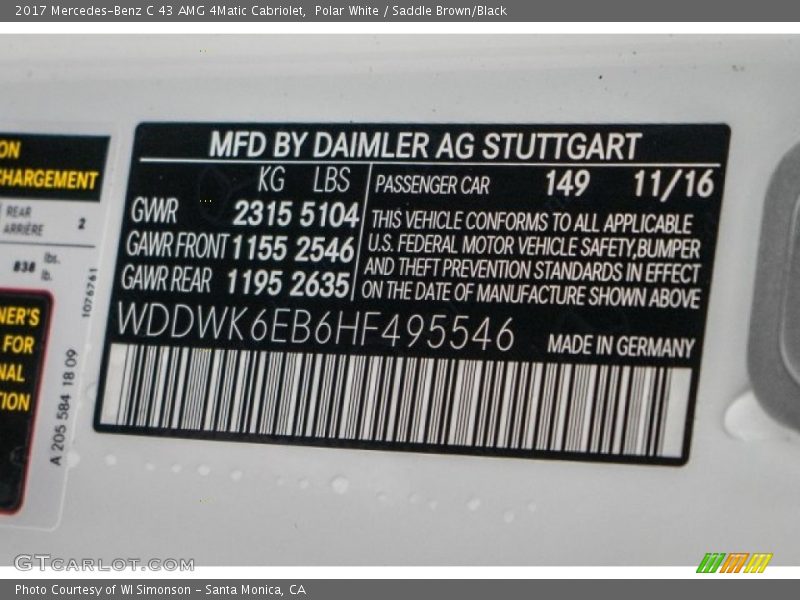 2017 Mercedes-Benz C 43 AMG 4Matic Cabriolet, Polar White / Saddle Brown/Black
ON
CHARGEMENT
REAR
ARRIÈRE
2
838 lbs.
lb.
1076761
NER'S
FOR
NAL
TION
A 205 584 18 09
MFD BY DAIMLER AG STUTTGART
KG LBS
GVWR 2315 5104
GAWR FRONT 1155 2546
GAWR REAR 1195 2635
PASSENGER CAR 149 11/16
THIS VEHICLE CONFORMS TO ALL APPLICABLE
U.S. FEDERAL MOTOR VEHICLE SAFETY,BUMPER
AND THEFT PREVENTION STANDARDS IN EFFECT
ON THE DATE OF MANUFACTURE SHOWN ABOVE
WDDWK6EB6HF495546
MADE IN GERMANY
GTCARLOT.COM
Photo Courtesy of WI Simonson - Santa Monica, CA